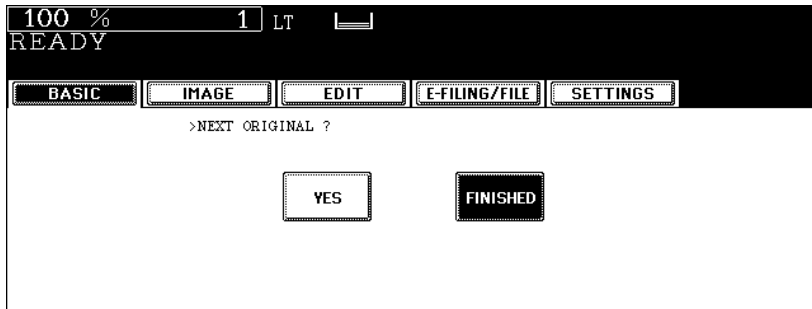 100 % 1 LT
READY
BASIC IMAGE EDIT E-FILING/FILE SETTINGS
>NEXT ORIGINAL ?
YES FINISHED